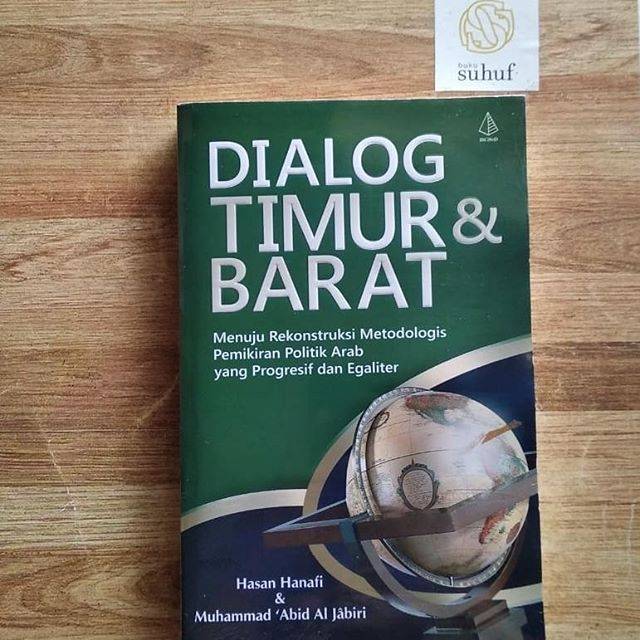 buku
suhuf
IRCiSoD
DIALOG
TIMUR &
BARAT
Menuju Rekonstruksi Metodologis
Pemikiran Politik Arab
yang Progresif dan Egaliter
Hasan Hanafi
&
Muhammad ‘Abid Al Jâbiri